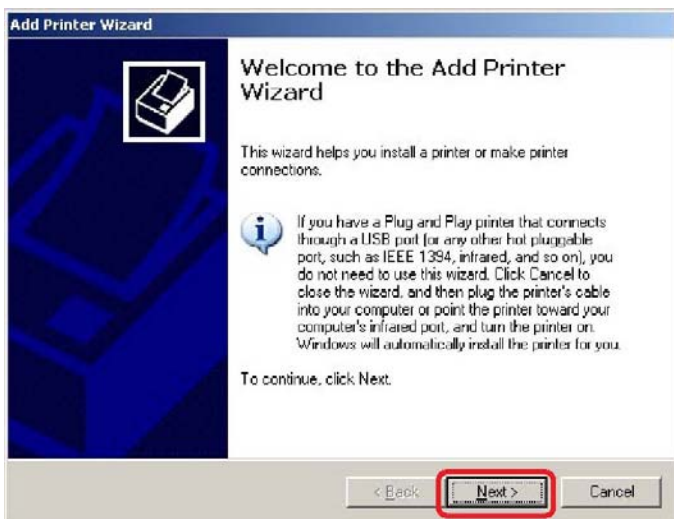 Add Printer Wizard
Welcome to the Add Printer
Wizard
This wizard helps you install a printer or make printer
connections.
If you have a Plug and Play printer that connects
through a USB port (or any other hot pluggable
port, such as IEEE 1394, infrared, and so on), you
do not need to use this wizard. Click Cancel to
close the wizard, and then plug the printer's cable
into your computer or point the printer toward your
computer's infrared port, and turn the printer on.
Windows will automatically install the printer for you.
To continue, click Next.
< Back Next > Cancel